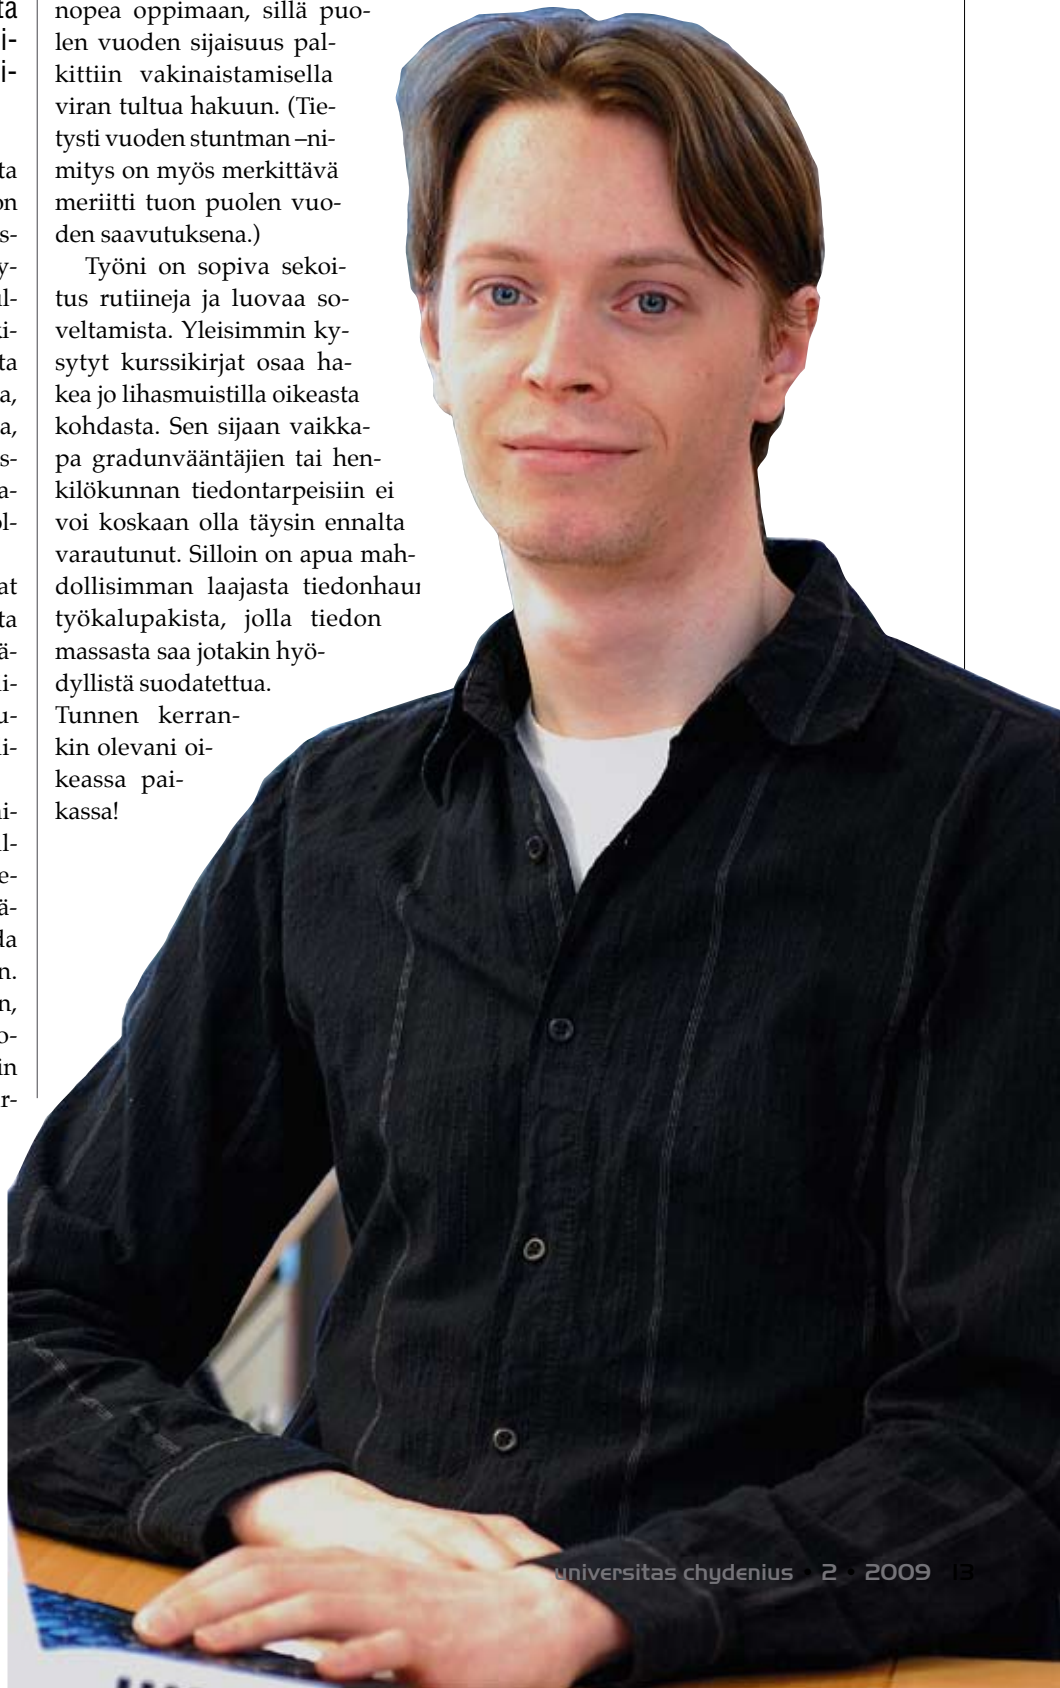 nopea oppimaan, sillä puo-
len vuoden sijaisuus pal-
kittiin vakinaistamisella
viran tultua hakuun. (Tie-
tysti vuoden stuntman –ni-
mitys on myös merkittävä
meriitti tuon puolen vuo-
den saavutuksena.)
Työni on sopiva sekoi-
tus rutiineja ja luovaa so-
veltamista. Yleisimmin ky-
sytyt kurssikirjat osaa ha-
kea jo lihasmuistilla oikeasta
kohdasta. Sen sijaan vaikka-
pa gradunvääntäjien tai hen-
kilökunnan tiedontarpeisiin ei
voi koskaan olla täysin ennalta
varautunut. Silloin on apua mah-
dollisimman laajasta
työkalupakista, jolla tiedon
massasta saa jotakin hyö-
dyllistä suodatettua.
Tunnen kerran-
kin olevani oi-
keassa pai-
kassa!
universitas chydenius • 2 • 2009 13